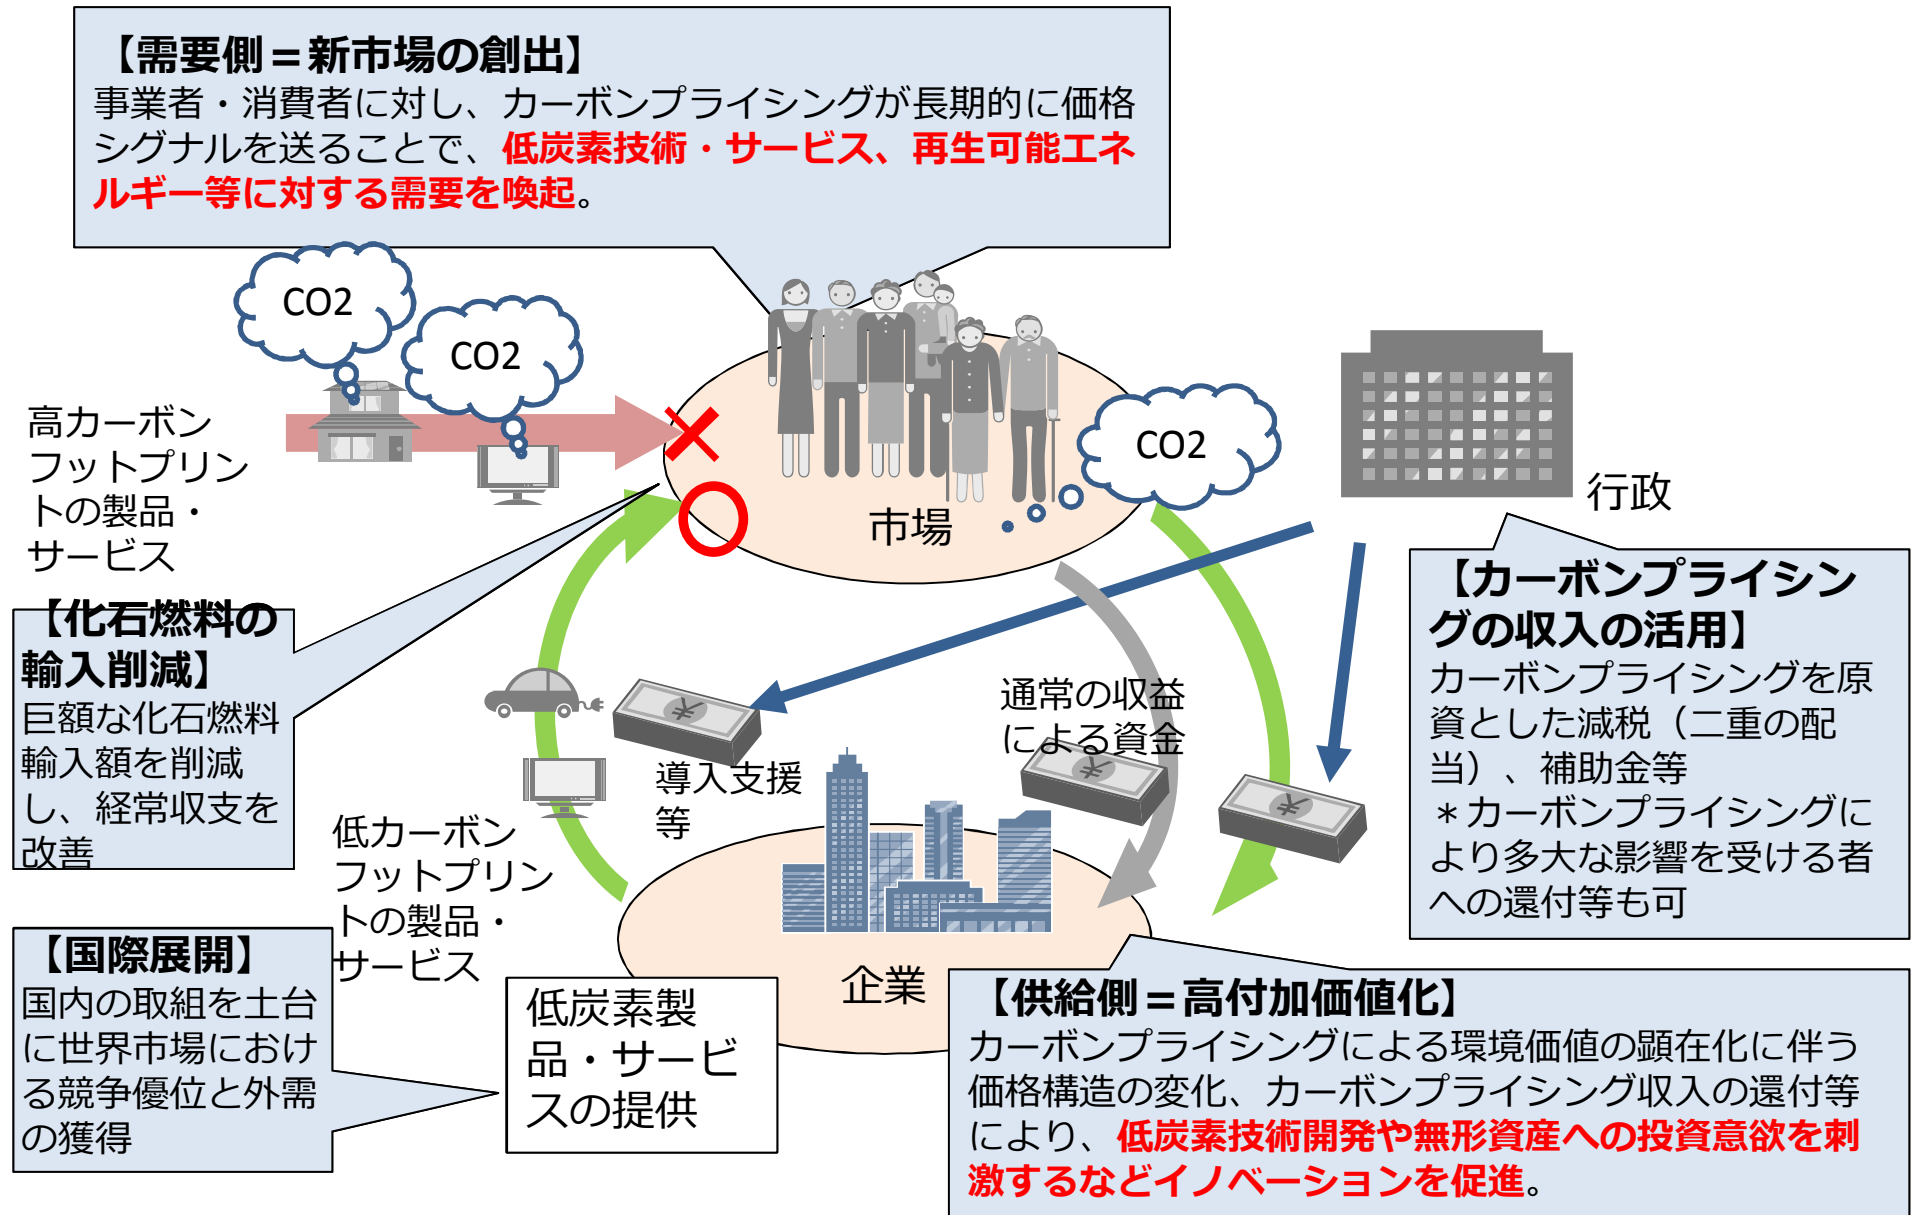 【需要側＝新市場の創出】
事業者・消費者に対し、カーボンプライシングが長期的に価格
シグナルを送ることで、低炭素技術・サービス、再生可能エネ
ルギー等に対する需要を喚起。
CO2
CO2
CO2
高カーボン
フットプリン
トの製品・
サービス
市場
行政
【化石燃料の
輸入削減】
巨額な化石燃料
輸入額を削減
し、経常収支を
改善
【カーボンプライシン
グの収入の活用】
カーボンプライシングを原
資とした減税（二重の配
当）、補助金等
＊カーボンプライシングに
より多大な影響を受ける者
への還付等も可
通常の収益
による資金
導入支援
等
低カーボン
フットプリン
トの製品・
サービス
【国際展開】
国内の取組を土台
に世界市場におけ
る競争優位と外需
の獲得
低炭素製
品・サービ
スの提供
企業
【供給側＝高付加価値化】
カーボンプライシングによる環境価値の顕在化に伴う
価格構造の変化、カーボンプライシング収入の還付等
により、低炭素技術開発や無形資産への投資意欲を刺
激するなどイノベーションを促進。